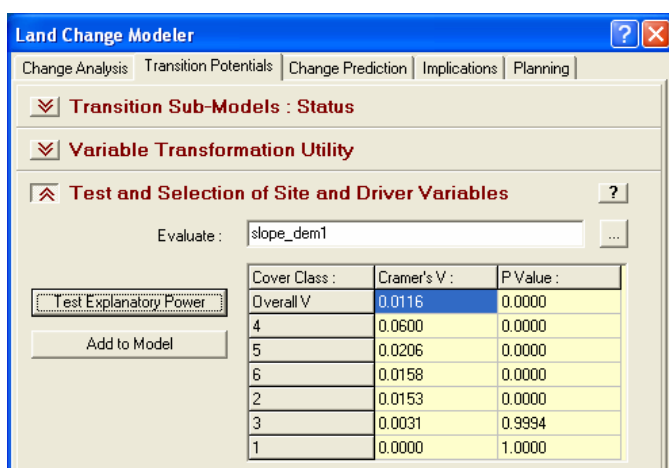 Land Change Modeler
Change Analysis Transition Potentials Change Prediction Implications Planning
Transition Sub-Models : Status
Variable Transformation Utility
Test and Selection of Site and Driver Variables ?
Evaluate : slope_dem1 ...
Cover Class : Cramer's V : P Value :
Test Explanatory Power Overall V 0.0116 0.0000
4 0.0600 0.0000
Add to Model 5 0.0206 0.0000
6 0.0158 0.0000
2 0.0153 0.0000
3 0.0031 0.9994
1 0.0000 1.0000